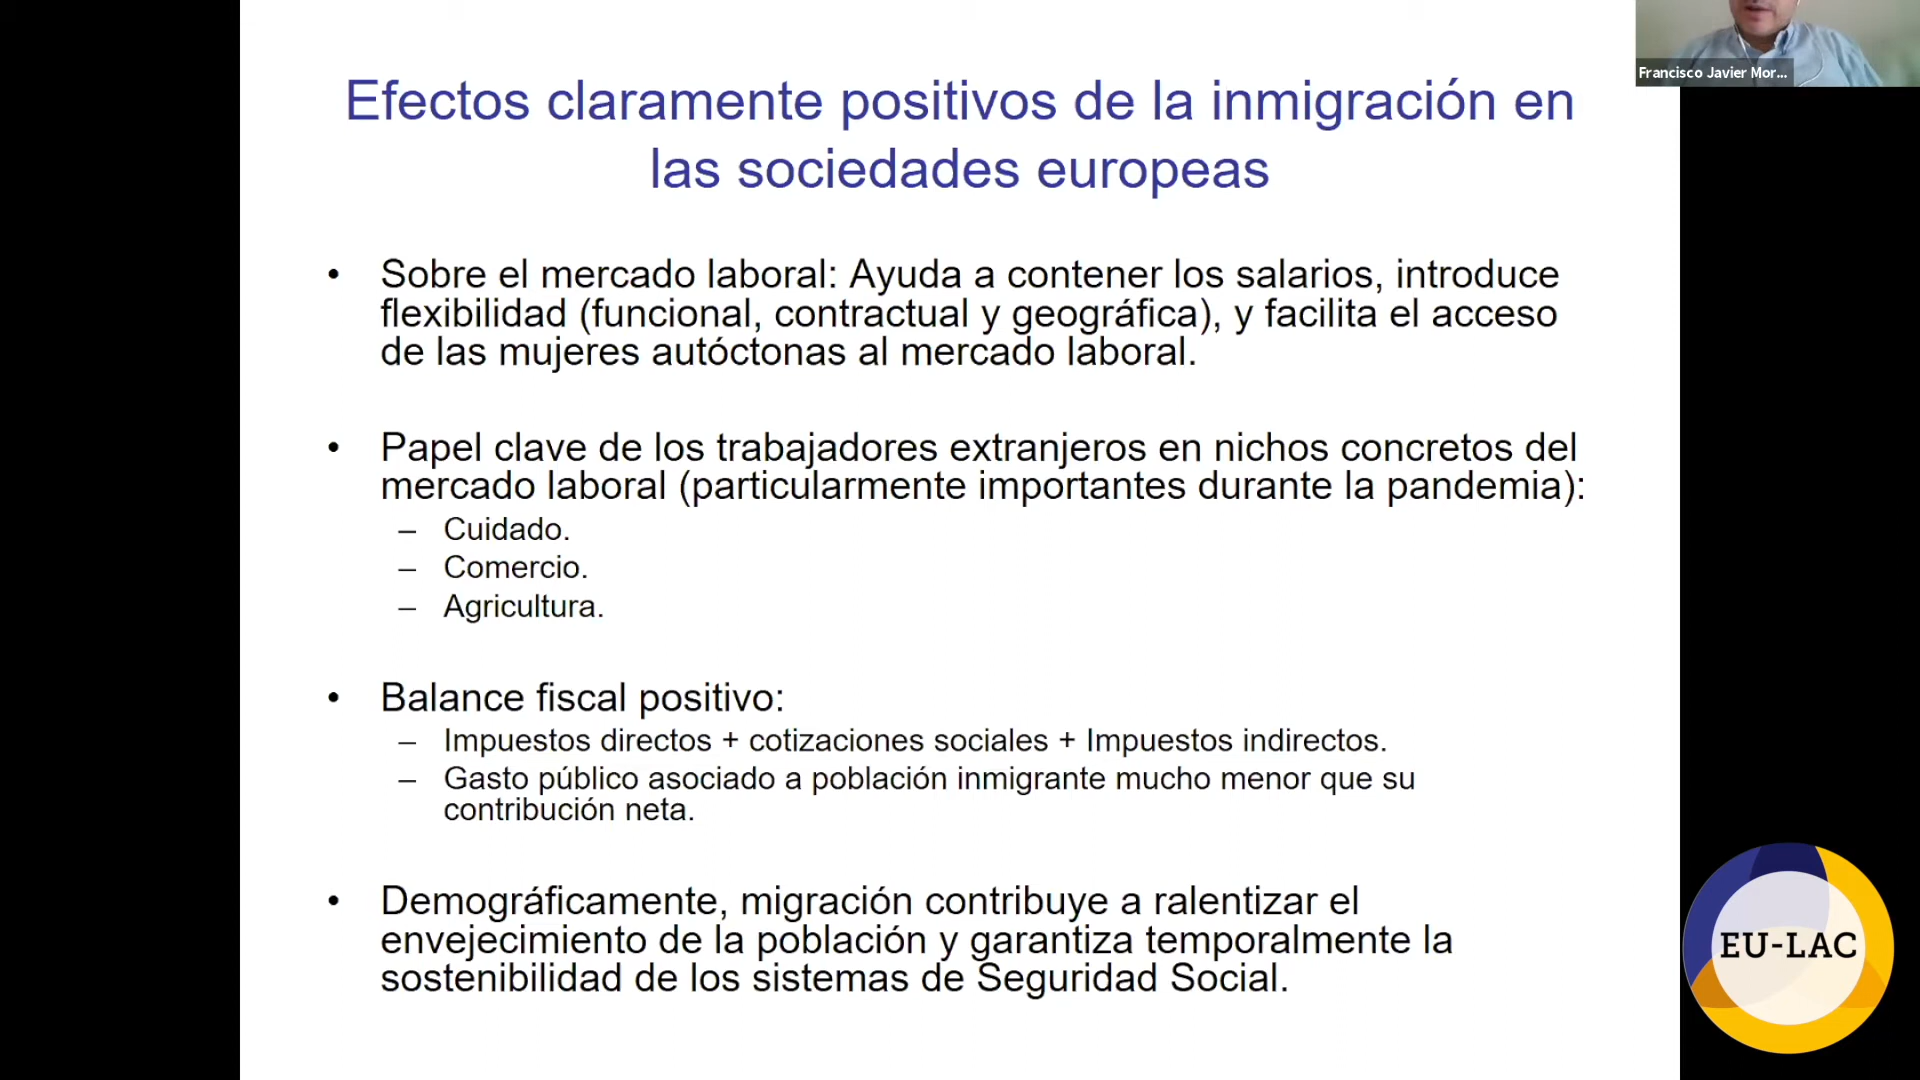 Francisco Javier Mor...
Efectos claramente positivos de la inmigración en
las sociedades europeas
• Sobre el mercado laboral: Ayuda a contener los salarios, introduce
flexibilidad (funcional, contractual y geográfica), y facilita el acceso
de las mujeres autóctonas al mercado laboral.
• Papel clave de los trabajadores extranjeros en nichos concretos del
mercado laboral (particularmente importantes durante la pandemia):
– Cuidado.
– Comercio.
– Agricultura.
• Balance fiscal positivo:
– Impuestos directos + cotizaciones sociales + Impuestos indirectos.
– Gasto público asociado a población inmigrante mucho menor que su
contribución neta.
• Demográficamente, migración contribuye a ralentizar el
envejecimiento de la población y garantiza temporalmente la
sostenibilidad de los sistemas de Seguridad Social.
EU-LAC